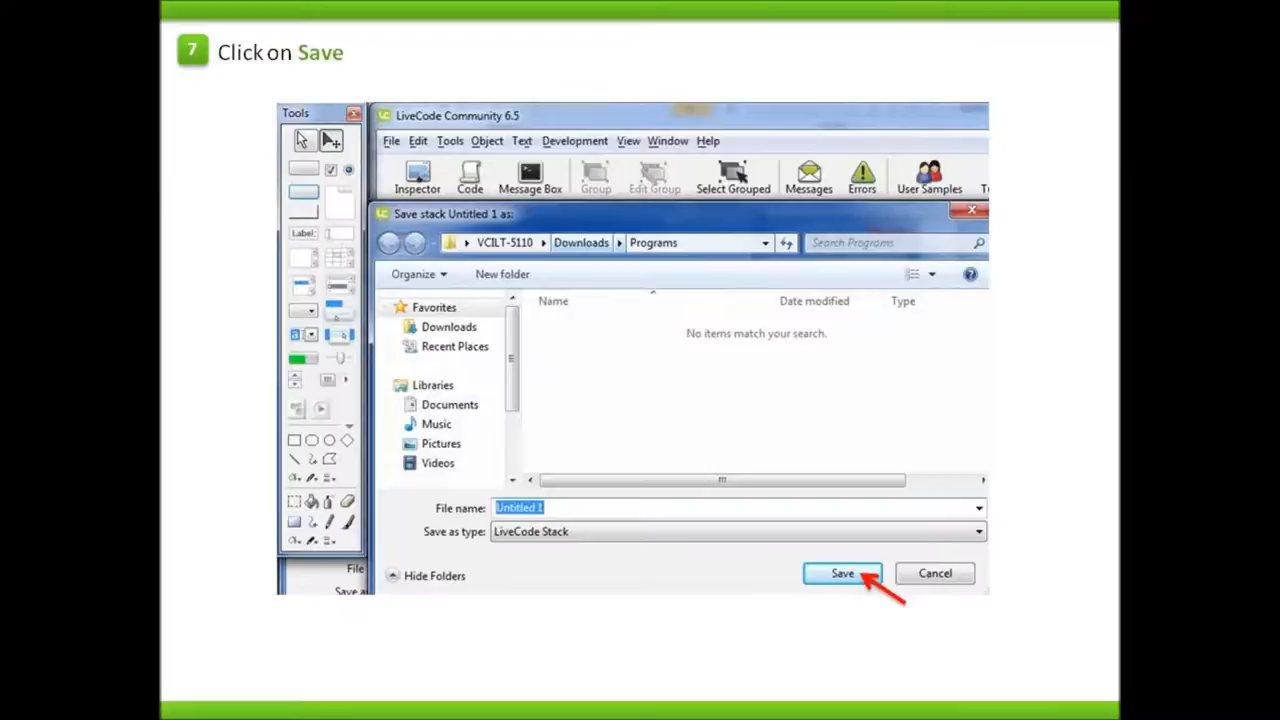 7 Click on Save
Tools
LiveCode Community 6.5
File Edit Tools Object Text Development View Window Help
Inspector Code Message Box Group Edit Group Select Grouped Messages Errors User Samples
Save stack Untitled 1 as:
VCILT-5110 Downloads Programs Search Programs
Label:
Organize New folder
Name Date modified Type
Favorites
No items match your search.
Downloads
Recent Places
Libraries
Documents
Music
Pictures
Videos
File name: Untitled 1
Save as type: LiveCode Stack
Hide Folders Save Cancel
File
Save a